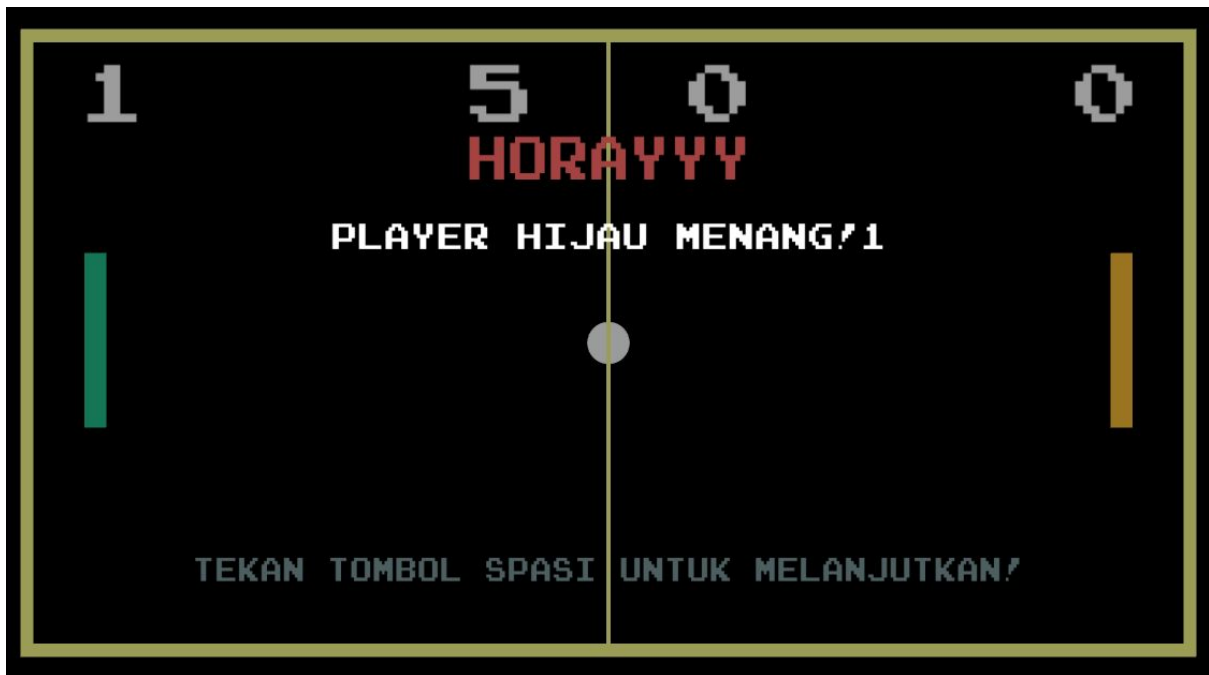 1 5 0 0
HORAYYY
PLAYER HIJAU MENANG!1
TEKAN TOMBOL SPASI UNTUK MELANJUTKAN!